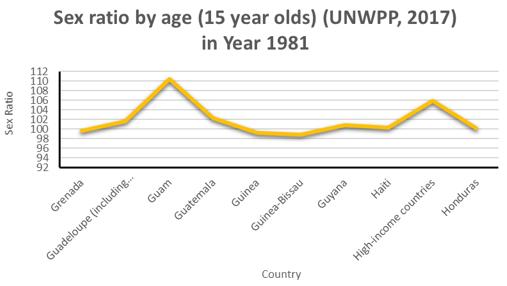 Sex ratio by age (15 year olds) (UNWPP, 2017)
in Year 1981
Sex Ratio
112
110
108
106
104
102
100
98
96
94
92
Grenada
Guadeloupe (including...
Guam
Guatemala
Guinea
Guinea-Bissau
Guyana
Haiti
High-income countries
Honduras
Country